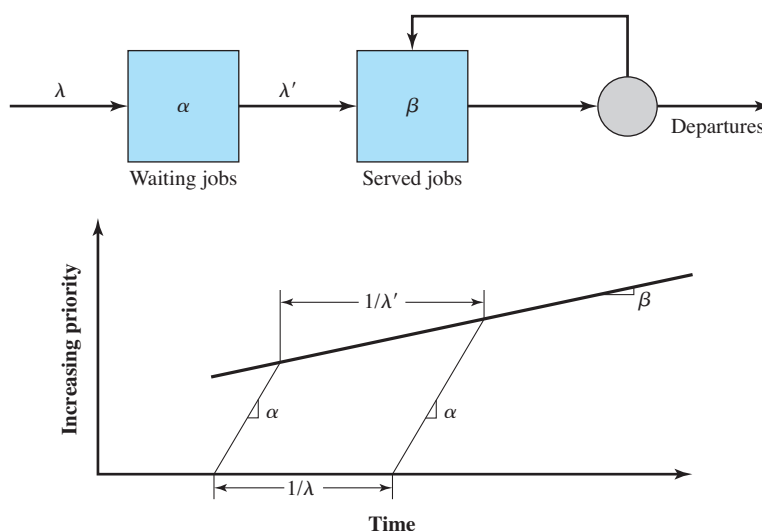 λ
α
λ′
β
Departures
Waiting jobs
Served jobs
Increasing priority
1/λ′
β
α
α
1/λ
Time